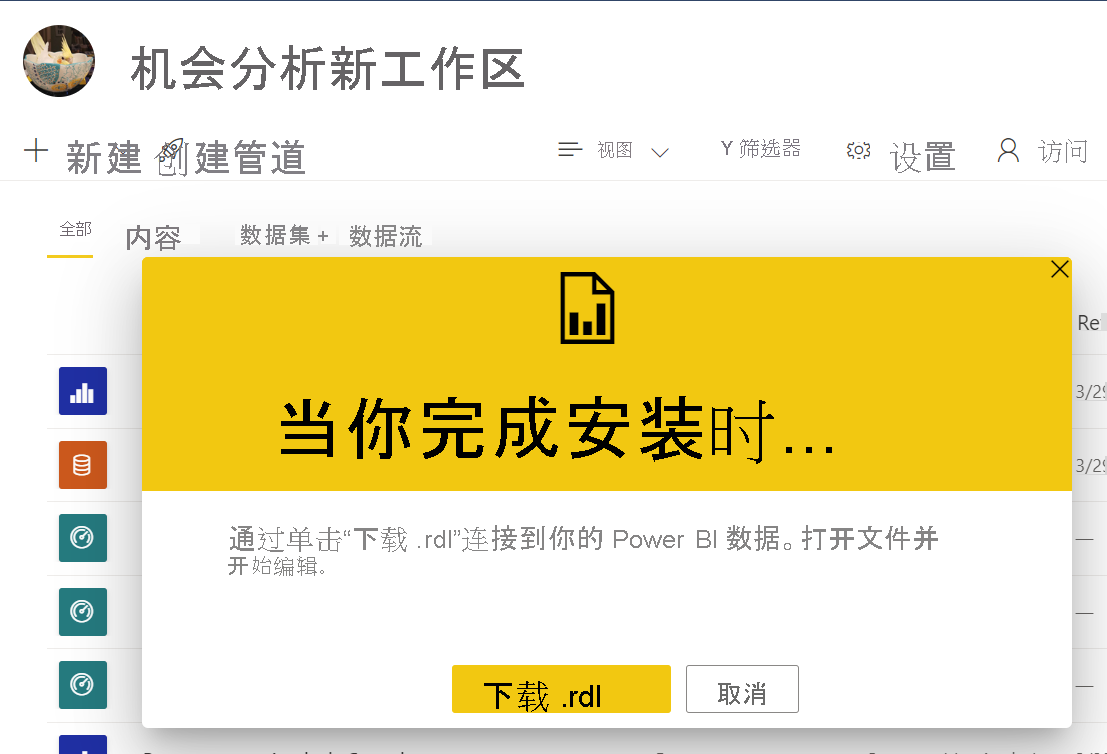 机会分析新工作区
新建 创建管道 视图 Y 筛选器 设置 访问
全部 内容 数据集 + 数据流
Re
当你完成安装时...
3/29
3/29
通过单击“下载 .rdl”连接到你的 Power BI 数据。打开文件并
开始编辑。
—
—
—
下载 .rdl 取消